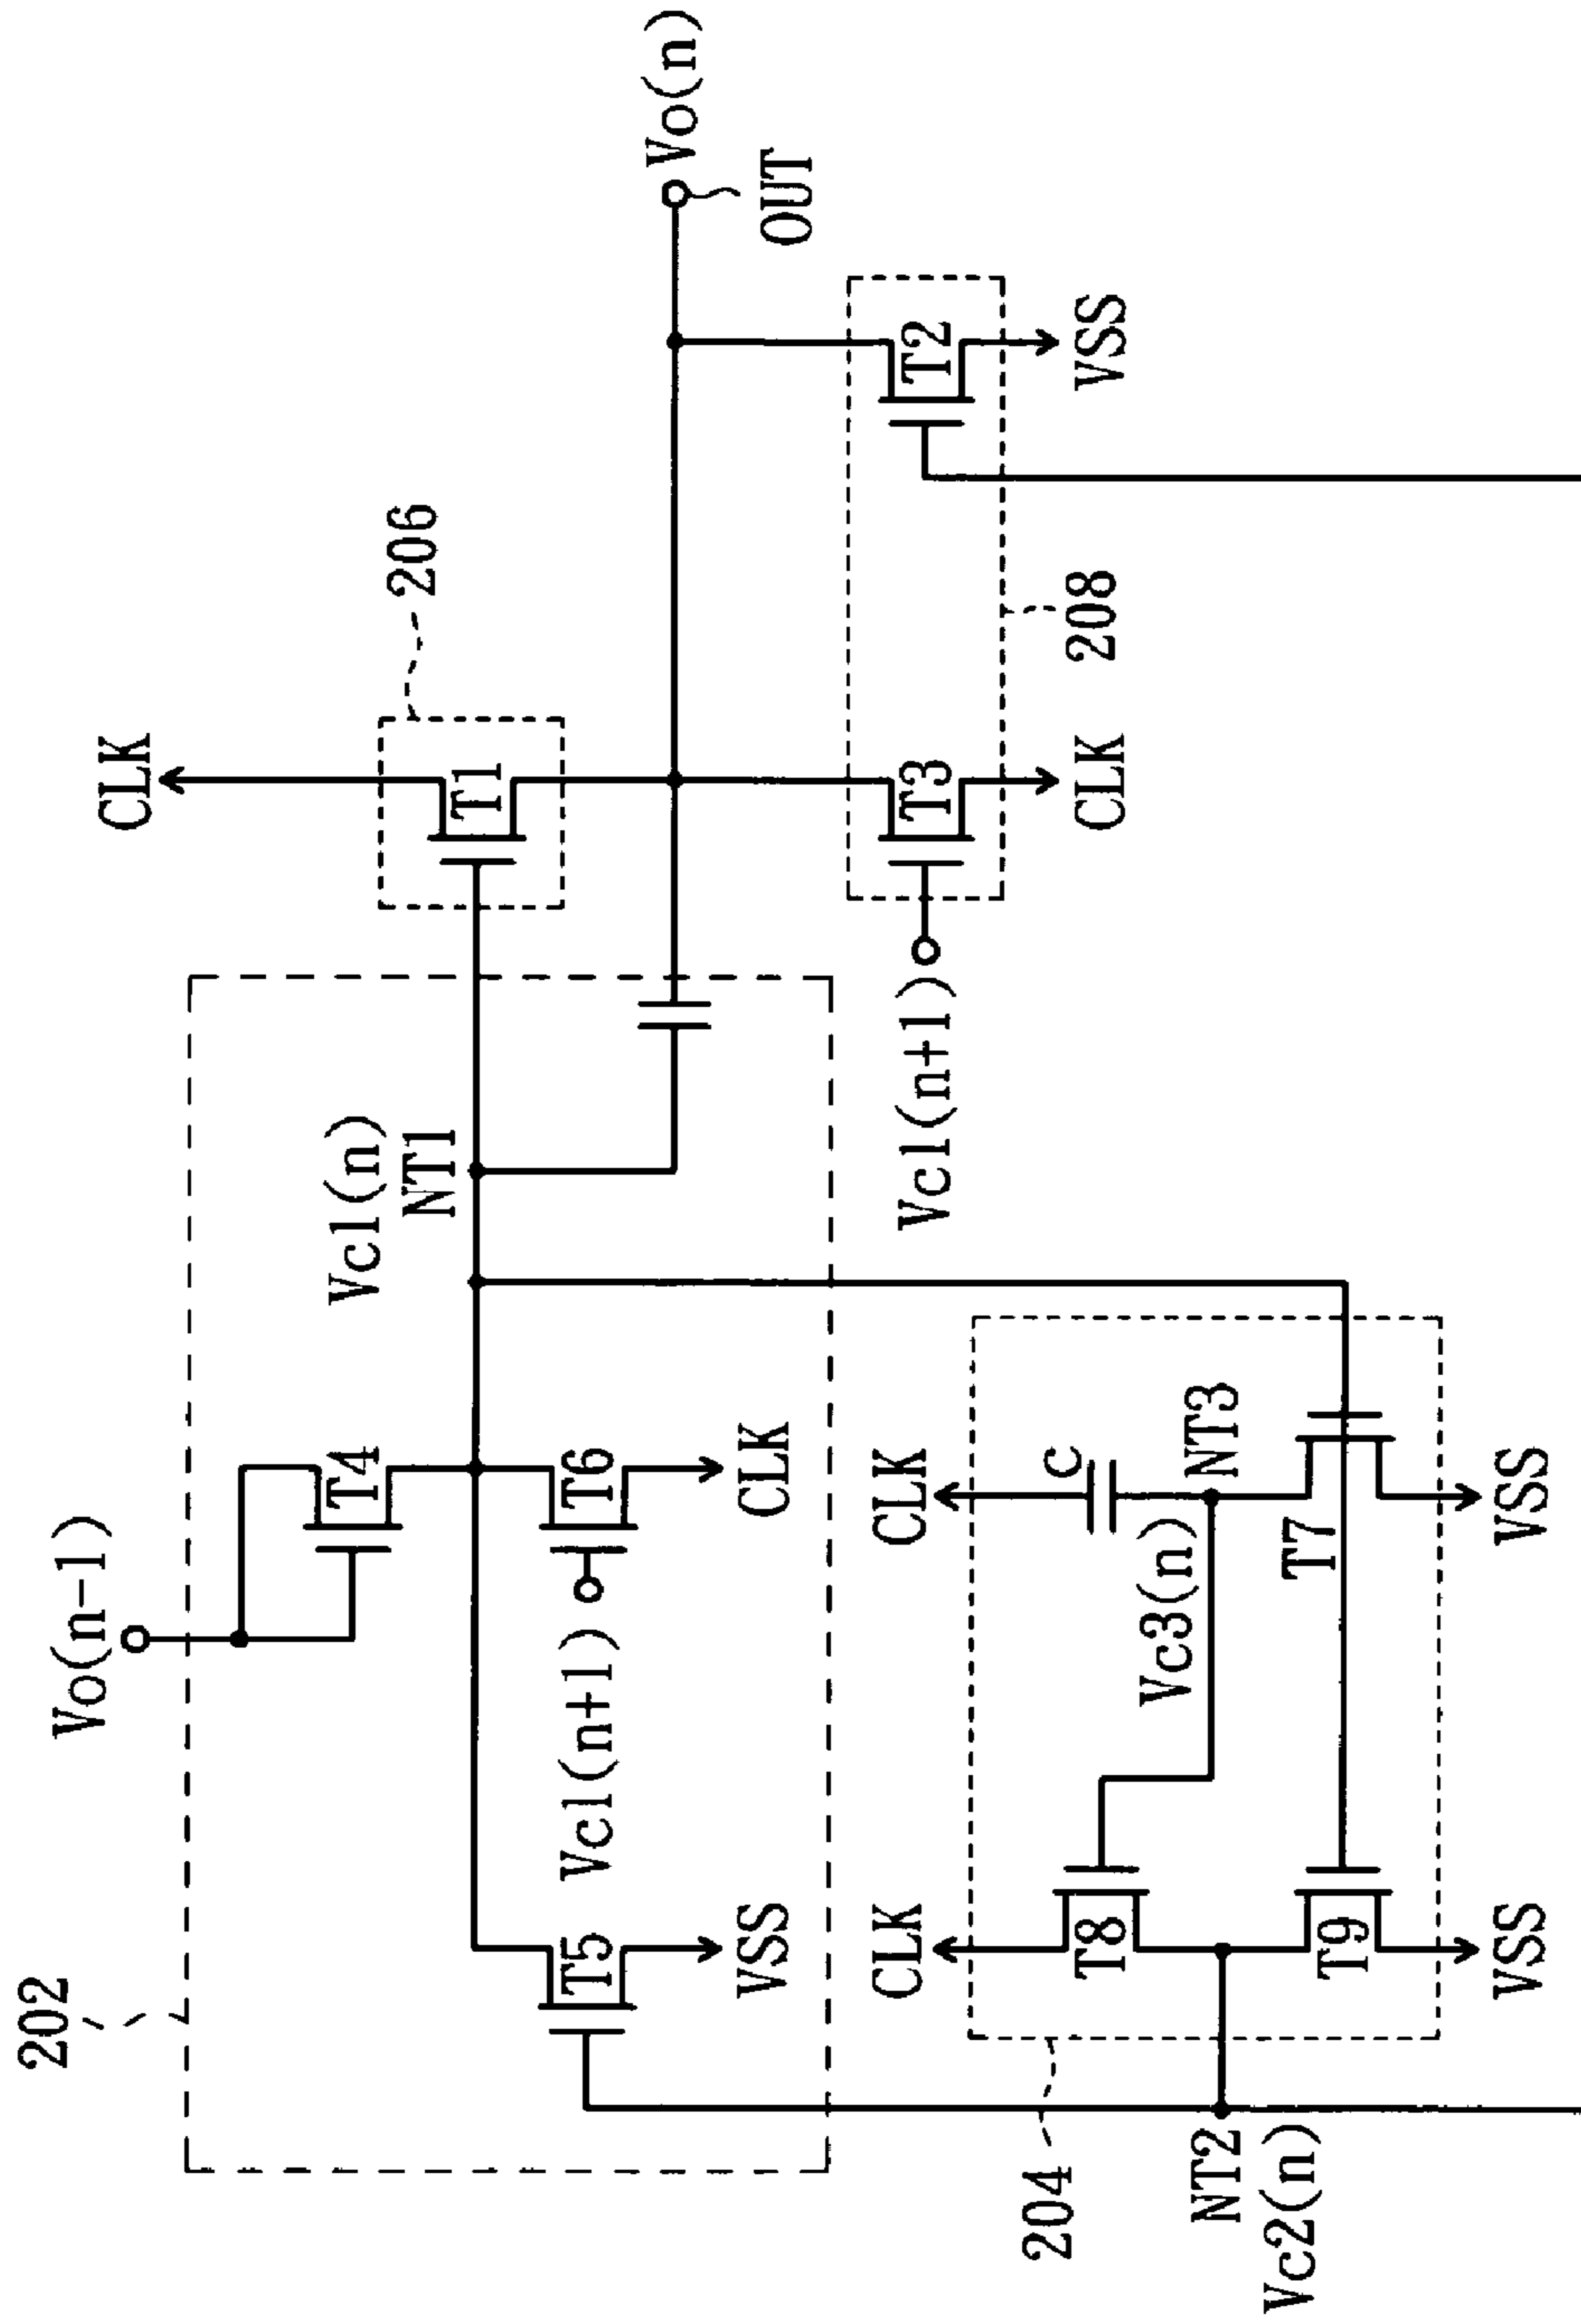 202
Vo(n-1)
CLK
T4
Vc1(n)
NT1
206
T1
T5
Vc1(n+1)
T6
Vo(n)
VSS
CLK
OUT
CLK
CLK
Vc1(n+1)
T3
T2
204
C
T8
208
CLK
VSS
Vc3(n)
NT2
NT3
Vc2(n)
T7
T9
VSS
VSS